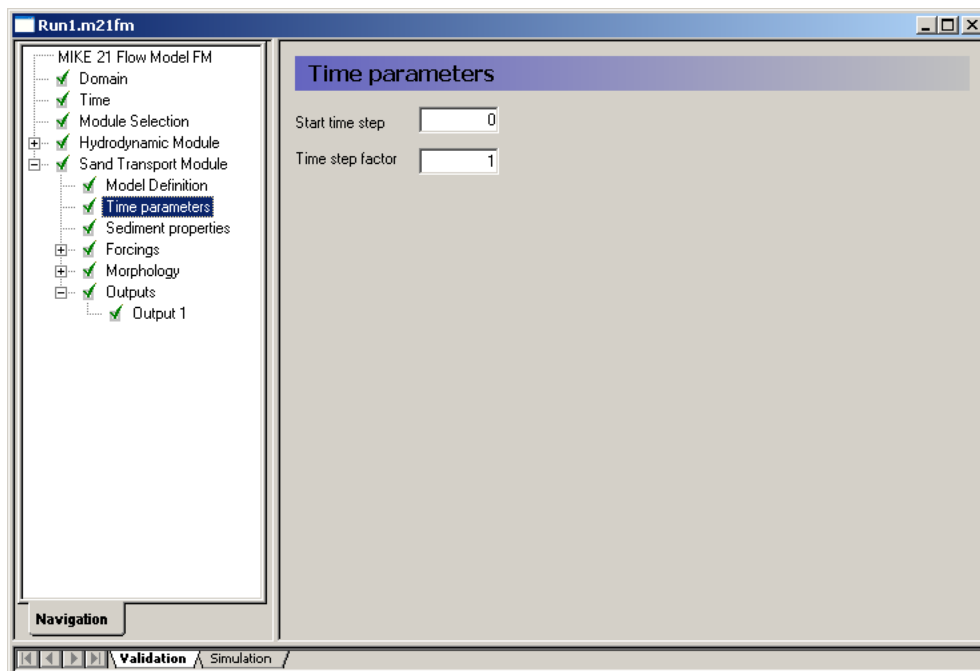 Run1.m21fm
MIKE 21 Flow Model FM
Domain
Time
Module Selection
Hydrodynamic Module
Sand Transport Module
Model Definition
Time parameters
Sediment properties
Forcings
Morphology
Outputs
Output 1
Navigation
Time parameters
Start time step 0
Time step factor 1
Validation Simulation